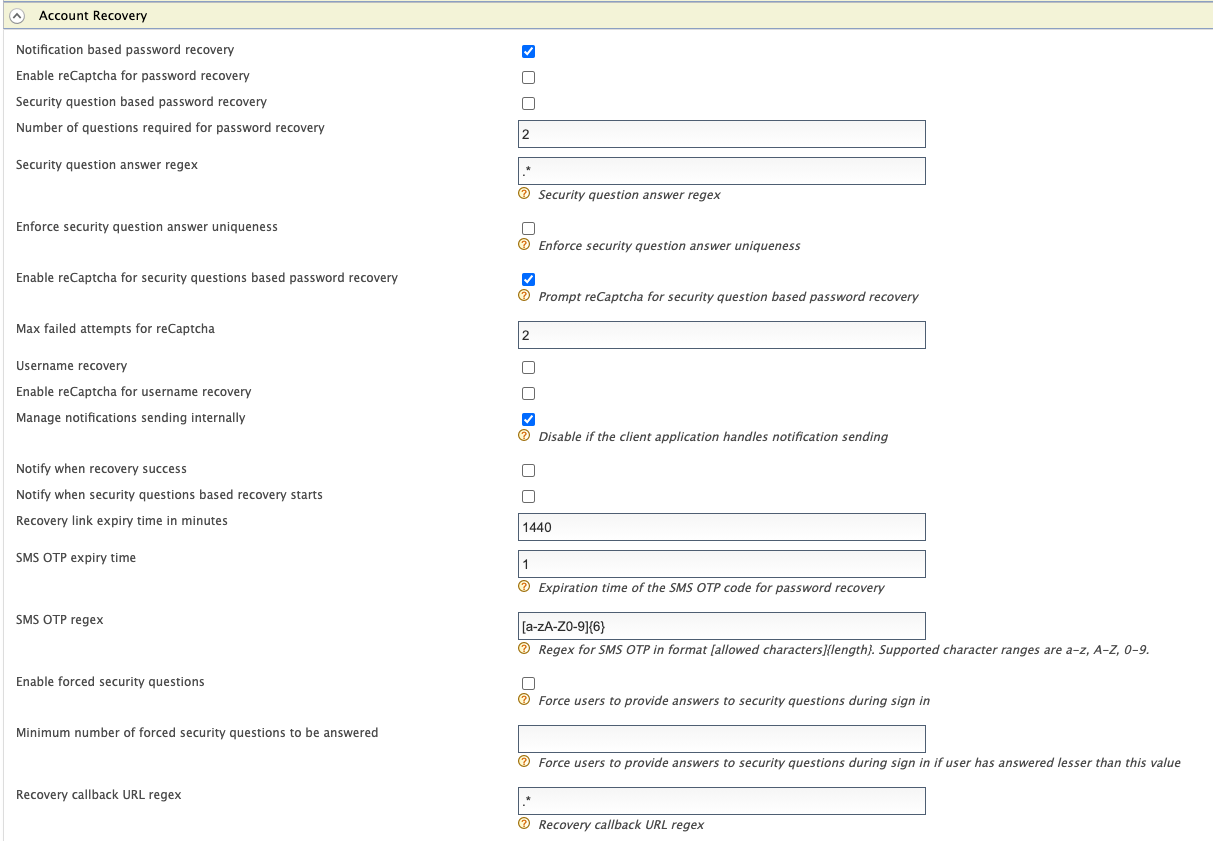 Account Recovery
Notification based password recovery
Enable reCaptcha for password recovery
Security question based password recovery
Number of questions required for password recovery
2
Security question answer regex
.*
Security question answer regex
Enforce security question answer uniqueness
Enforce security question answer uniqueness
Enable reCaptcha for security questions based password recovery
Prompt reCaptcha for security question based password recovery
Max failed attempts for reCaptcha
2
Username recovery
Enable reCaptcha for username recovery
Manage notifications sending internally
Disable if the client application handles notification sending
Notify when recovery success
Notify when security questions based recovery starts
Recovery link expiry time in minutes
1440
SMS OTP expiry time
1
Expiration time of the SMS OTP code for password recovery
SMS OTP regex
[a-zA-Z0-9]{6}
Regex for SMS OTP in format [allowed characters]{length}. Supported character ranges are a-z, A-Z, 0-9.
Enable forced security questions
Force users to provide answers to security questions during sign in
Minimum number of forced security questions to be answered
Force users to provide answers to security questions during sign in if user has answered lesser than this value
Recovery callback URL regex
.*
Recovery callback URL regex